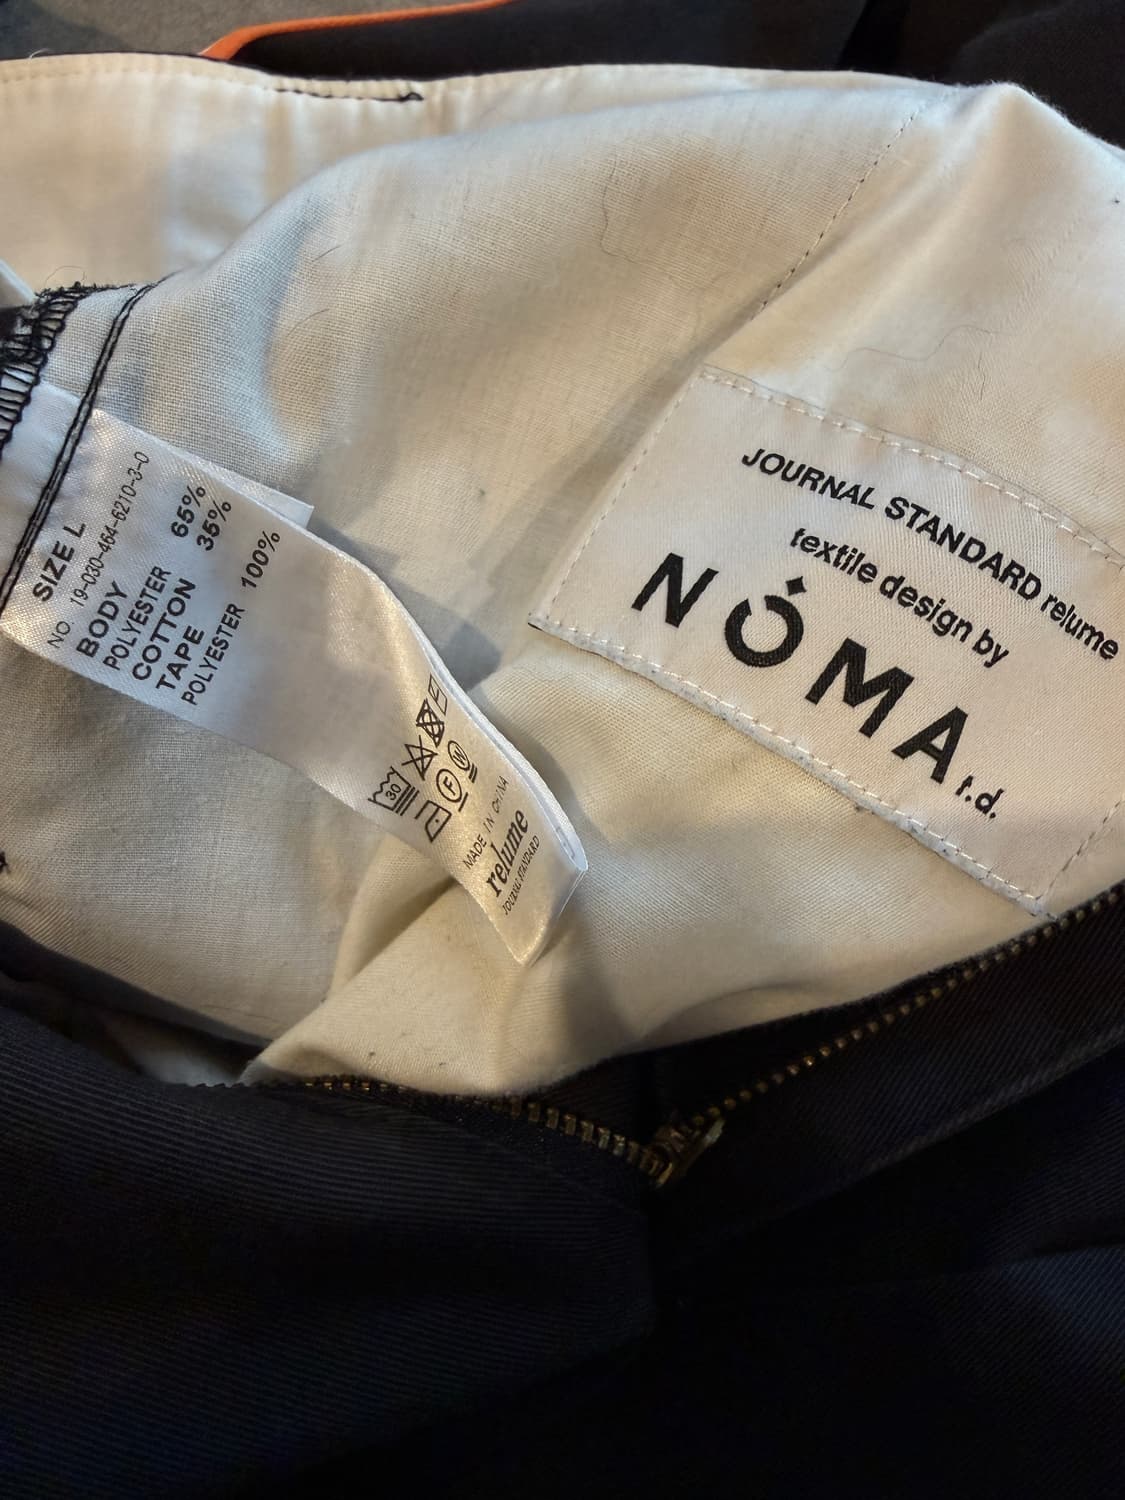 SIZE L
NO. 19-030-464-6210-3-0
BODY
POLYESTER 65%
COTTON 35%
TAPE
POLYESTER 100%
30
F
W
MADE IN CHINA
relume
JOURNAL STANDARD
JOURNAL STANDARD relume
textile design by
NOMA t.d.